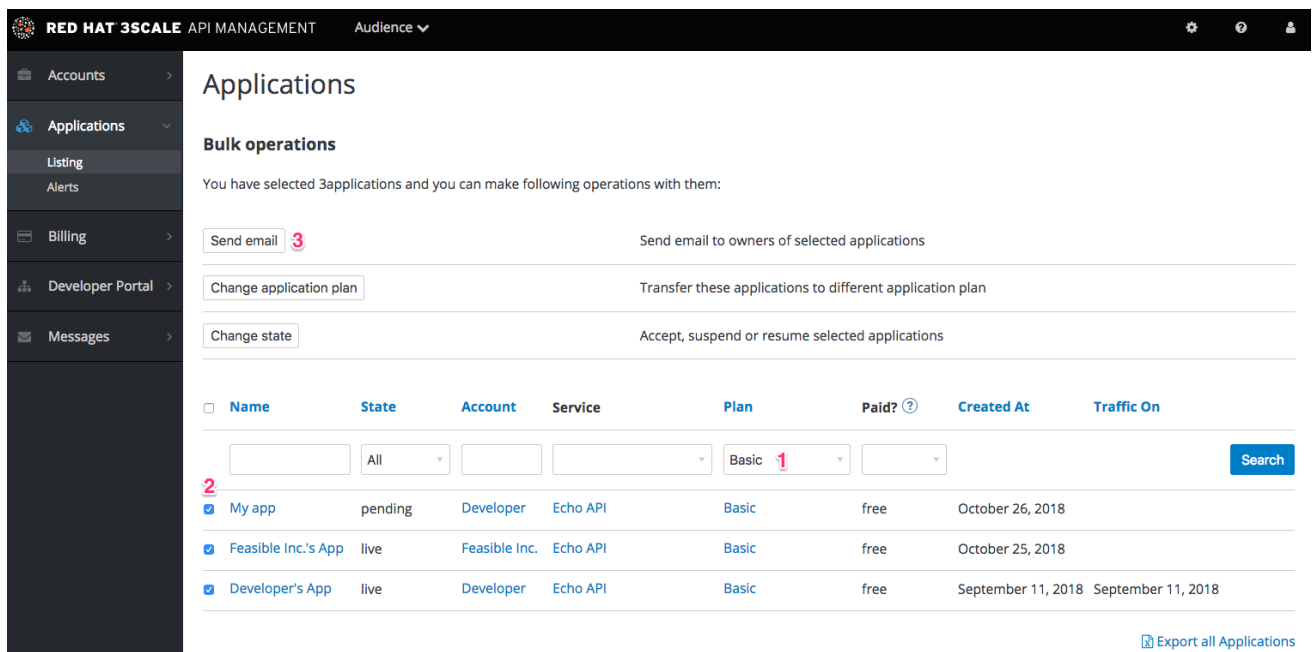 RED HAT 3SCALE API MANAGEMENT Audience
Accounts
Applications
Listing
Alerts
Billing
Developer Portal
Messages
Applications
Bulk operations
You have selected 3applications and you can make following operations with them:
Send email 3 Send email to owners of selected applications
Change application plan Transfer these applications to different application plan
Change state Accept, suspend or resume selected applications
Name State Account Service Plan Paid? ? Created At Traffic On
All Basic 1 Search
2
My app pending Developer Echo API Basic free October 26, 2018
Feasible Inc.'s App live Feasible Inc. Echo API Basic free October 25, 2018
Developer's App live Developer Echo API Basic free September 11, 2018 September 11, 2018
Export all Applications